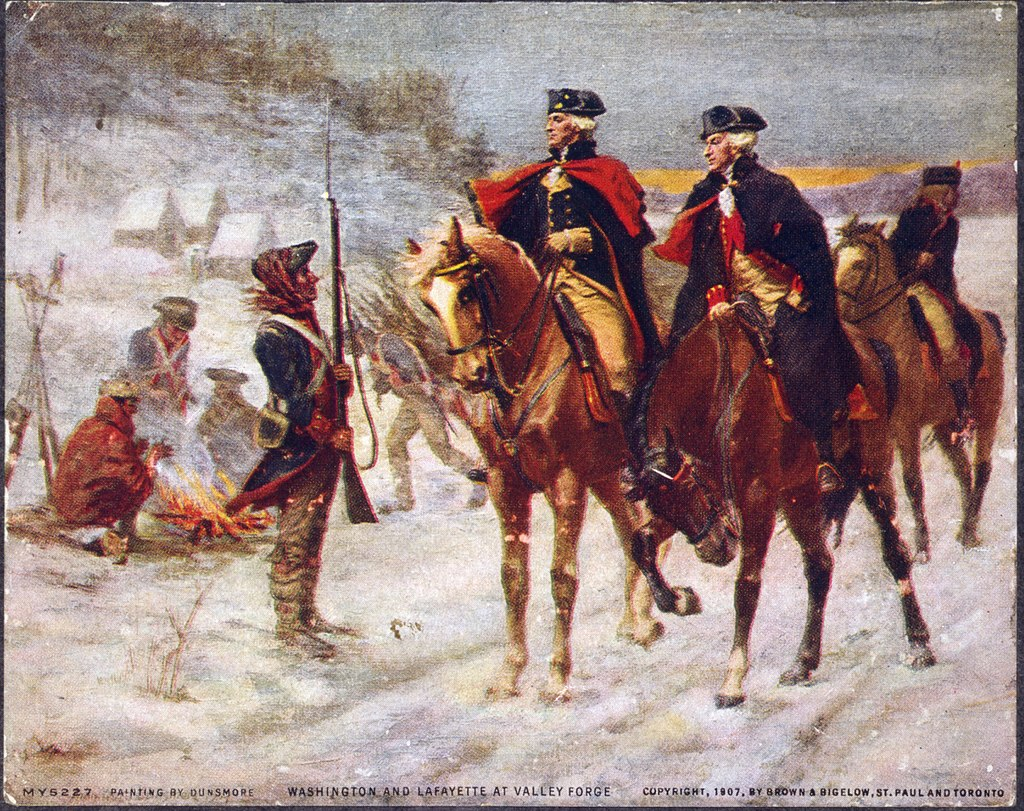 MY5227 PAINTING BY DUNSMORE WASHINGTON AND LAFAYETTE AT VALLEY FORGE COPYRIGHT, 1907, BY BROWN & BIGELOW, ST. PAUL AND TORONTO